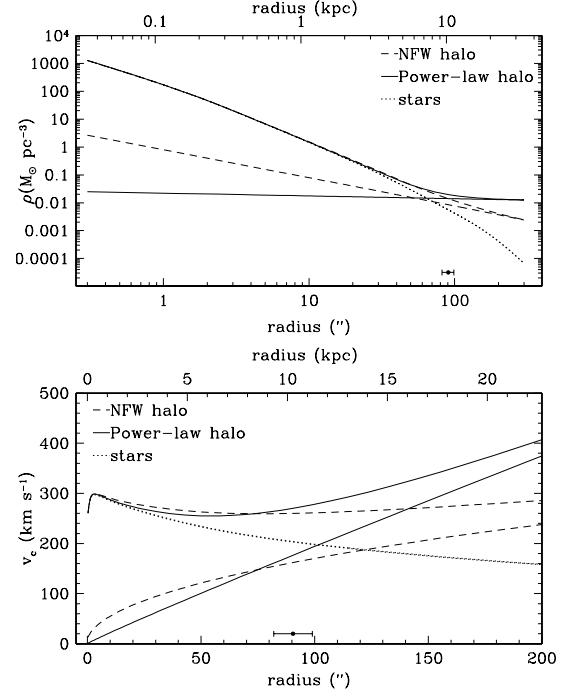 radius (kpc)
0.1 1 10
10⁴
1000
100
10
1
0.1
0.01
0.001
0.0001
ρ(M⊙ pc⁻³)
NFW halo
Power-law halo
stars
1 10 100
radius (")
radius (kpc)
0 5 10 15 20
500
400
300
200
100
0
v_c (km s⁻¹)
NFW halo
Power-law halo
stars
0 50 100 150 200
radius (")